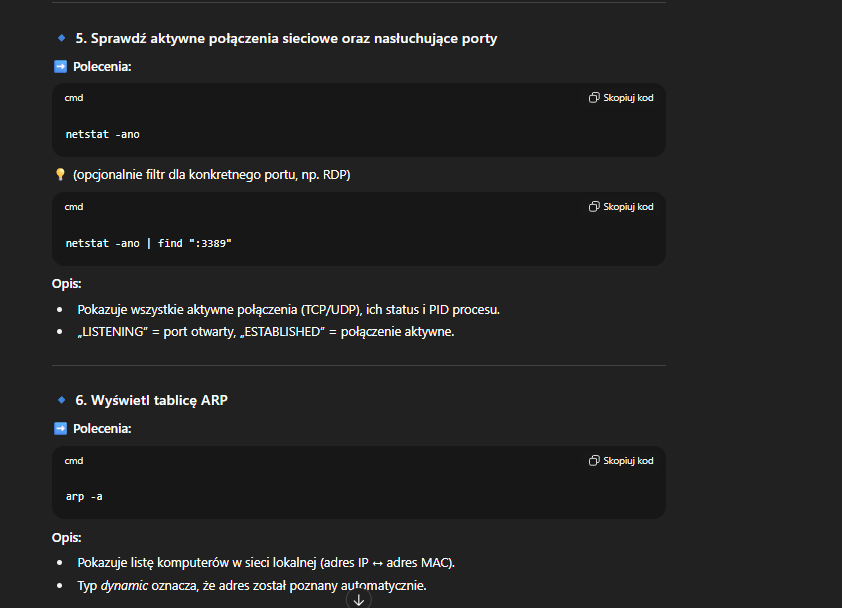 5. Sprawdź aktywne połączenia sieciowe oraz nasłuchujące porty
Polecenia:
cmd
Skopiuj kod
netstat -ano
(opcjonalnie filtr dla konkretnego portu, np. RDP)
cmd
Skopiuj kod
netstat -ano | find ":3389"
Opis:
• Pokazuje wszystkie aktywne połączenia (TCP/UDP), ich status i PID procesu.
• „LISTENING” = port otwarty, „ESTABLISHED” = połączenie aktywne.
6. Wyświetl tablicę ARP
Polecenia:
cmd
Skopiuj kod
arp -a
Opis:
• Pokazuje listę komputerów w sieci lokalnej (adres IP ↔ adres MAC).
• Typ dynamic oznacza, że adres został poznany automatycznie.